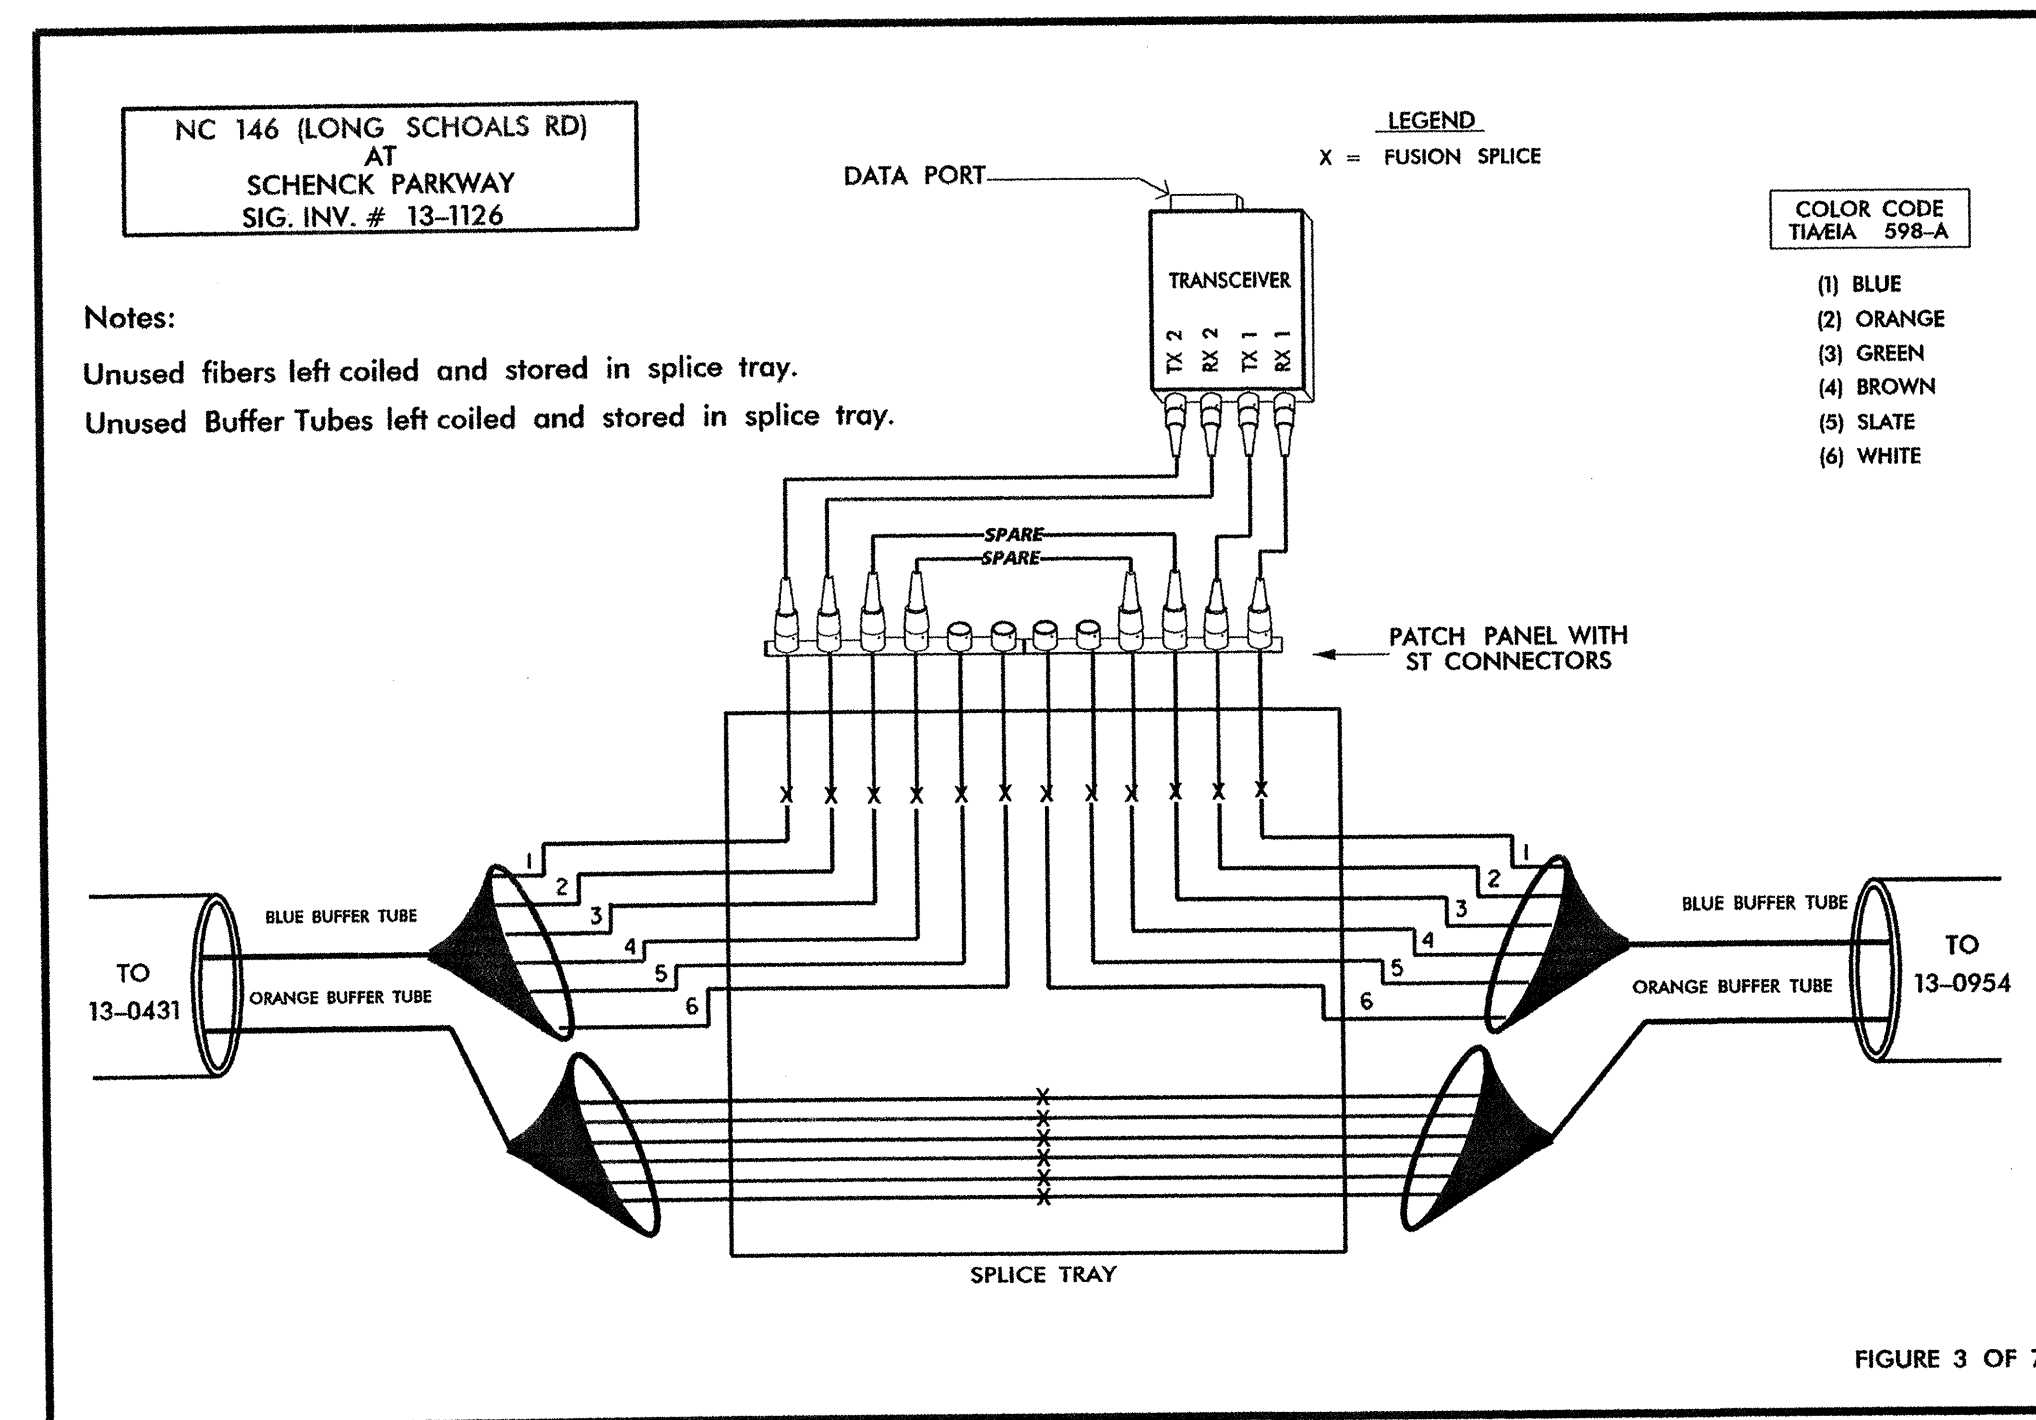 NC 146 (LONG SCHOALS RD)
AT
SCHENCK PARKWAY
SIG. INV. # 13-1126
LEGEND
X = FUSION SPLICE
DATA PORT
COLOR CODE
TIA/EIA 598-A
(1) BLUE
(2) ORANGE
(3) GREEN
(4) BROWN
(5) SLATE
(6) WHITE
TRANSCEIVER
TX 2
RX 2
TX 1
RX 1
Notes:
Unused fibers left coiled and stored in splice tray.
Unused Buffer Tubes left coiled and stored in splice tray.
SPARE
SPARE
PATCH PANEL WITH
ST CONNECTORS
X X X X X X X X X X X X
1
2
3
4
5
6
1
2
3
4
5
6
BLUE BUFFER TUBE
ORANGE BUFFER TUBE
TO
13-0431
BLUE BUFFER TUBE
ORANGE BUFFER TUBE
TO
13-0954
X
X
X
X
X
X
SPLICE TRAY
FIGURE 3 OF 7